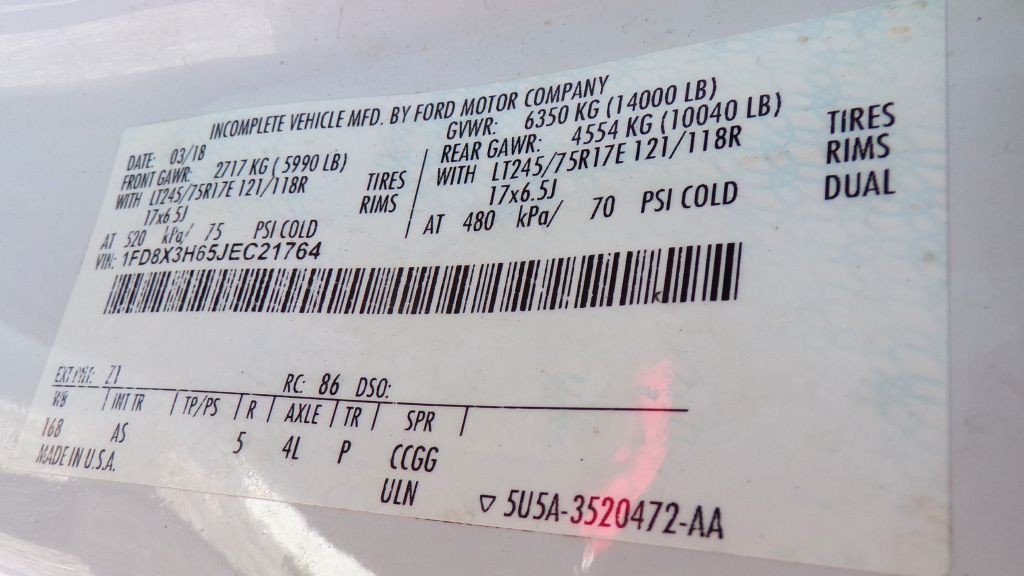 INCOMPLETE VEHICLE MFD. BY FORD MOTOR COMPANY
DATE: 03/18 GVWR: 6350 KG (14000 LB)
FRONT GAWR: 2717 KG (5990 LB) REAR GAWR: 4554 KG (10040 LB)
WITH LT245/75R17E 121/118R TIRES WITH LT245/75R17E 121/118R TIRES
17x6.5J RIMS 17x6.5J RIMS
AT 520 kPa/ 75 PSI COLD AT 480 kPa/ 70 PSI COLD DUAL
VIN: 1FD8X3H65JEC21764
EXT PNT: Z1 RC: 86 DSO:
WB INT TR TP/PS R AXLE TR SPR
168 AS 5 4L P CCGG
MADE IN U.S.A. ULN
5U5A-3520472-AA